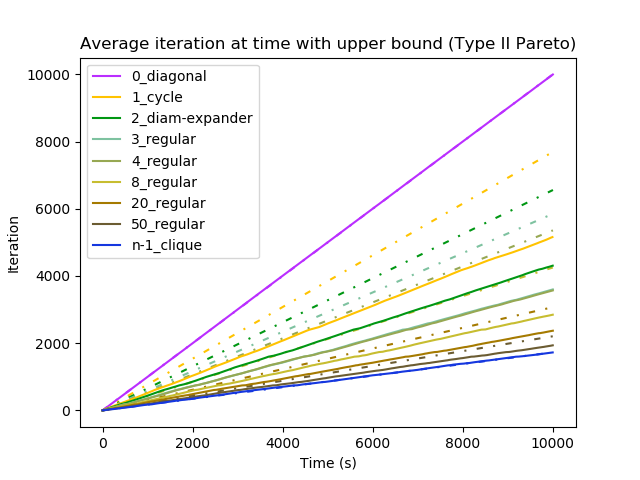 Average iteration at time with upper bound (Type II Pareto)
10000
8000
6000
4000
2000
0
Iteration
0_diagonal
1_cycle
2_diam-expander
3_regular
4_regular
8_regular
20_regular
50_regular
n-1_clique
0 2000 4000 6000 8000 10000
Time (s)